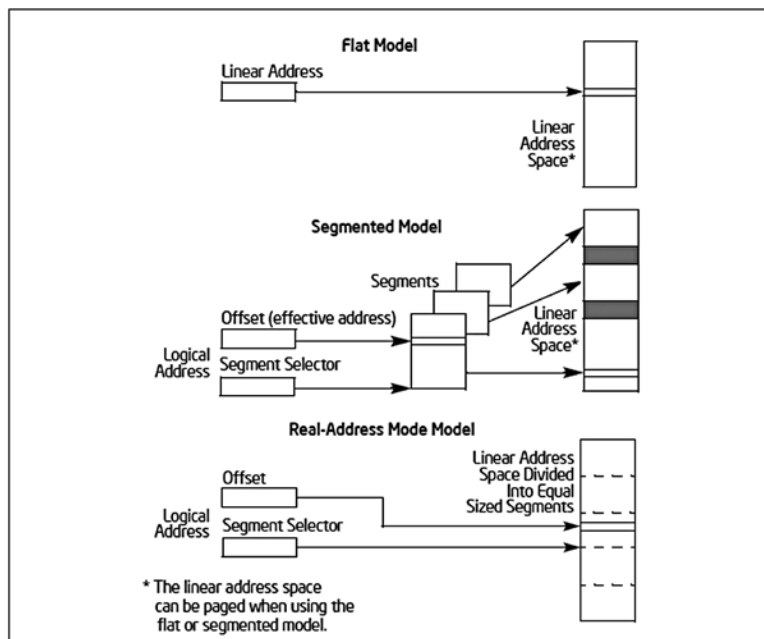 Flat Model
Linear Address
Linear
Address
Space*
Segmented Model
Segments
Offset (effective address)
Logical
Address
Segment Selector
Linear
Address
Space*
Real-Address Mode Model
Offset
Logical
Address
Segment Selector
Linear Address
Space Divided
Into Equal
Sized Segments
* The linear address space
can be paged when using the
flat or segmented model.